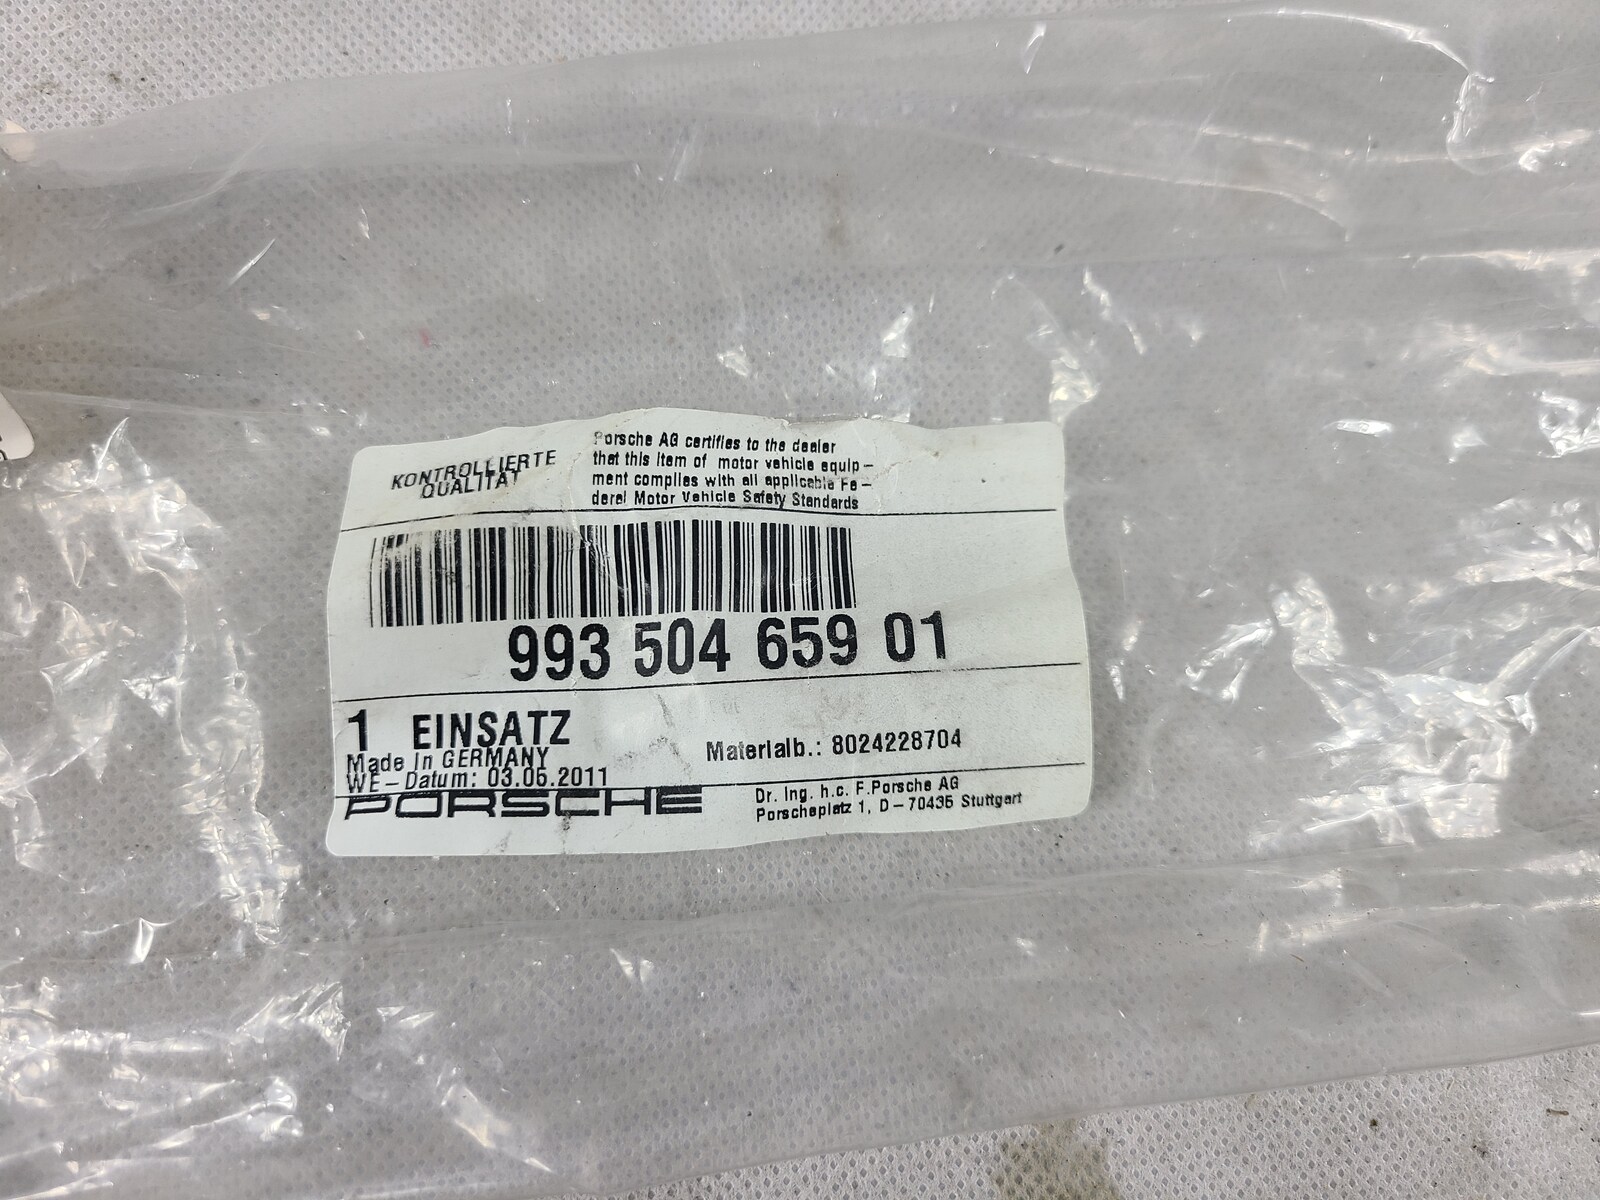 KONTROLLIERTE
QUALITÄT
Porsche AG certifies to the dealer
that this item of motor vehicle equip-
ment complies with all applicable Fe-
deral Motor Vehicle Safety Standards
993 504 659 01
1 EINSATZ
Made in GERMANY
WE-Datum: 03.06.2011
Materialb.: 8024228704
PORSCHE
Dr. Ing. h.c. F.Porsche AG
Porscheplatz 1, D-70435 Stuttgart